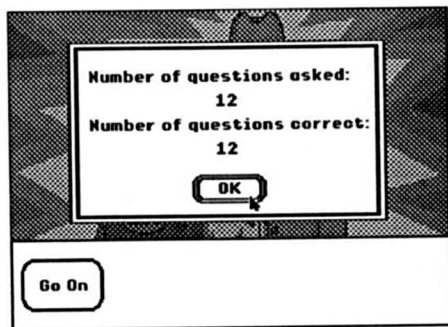 Number of questions asked:
12
Number of questions correct:
12
OK
Go On